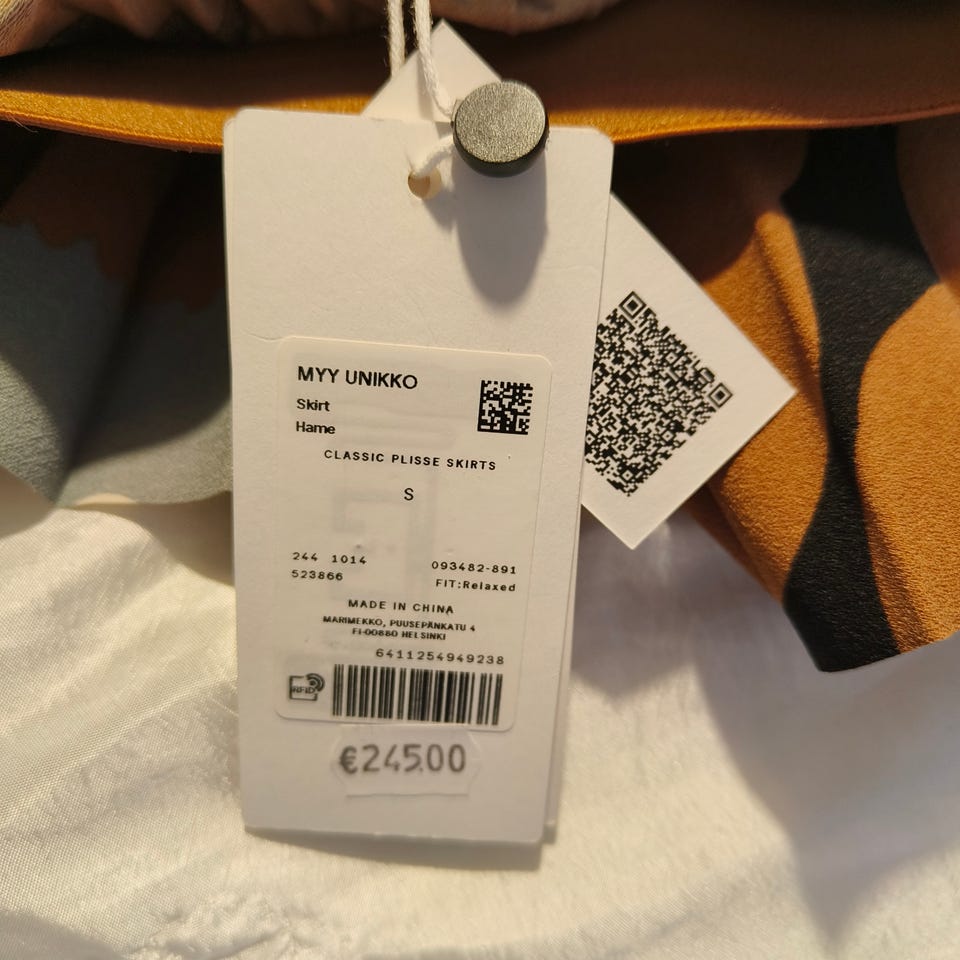 MYY UNIKKO
Skirt
Hame
CLASSIC PLISSE SKIRTS
S
244 1014
093482-891
523866
FIT:Relaxed
MADE IN CHINA
MARIMEKKO, PUUSEPÄNKATU 4
FI-00880 HELSINKI
6411254949238
RFID
€245.00